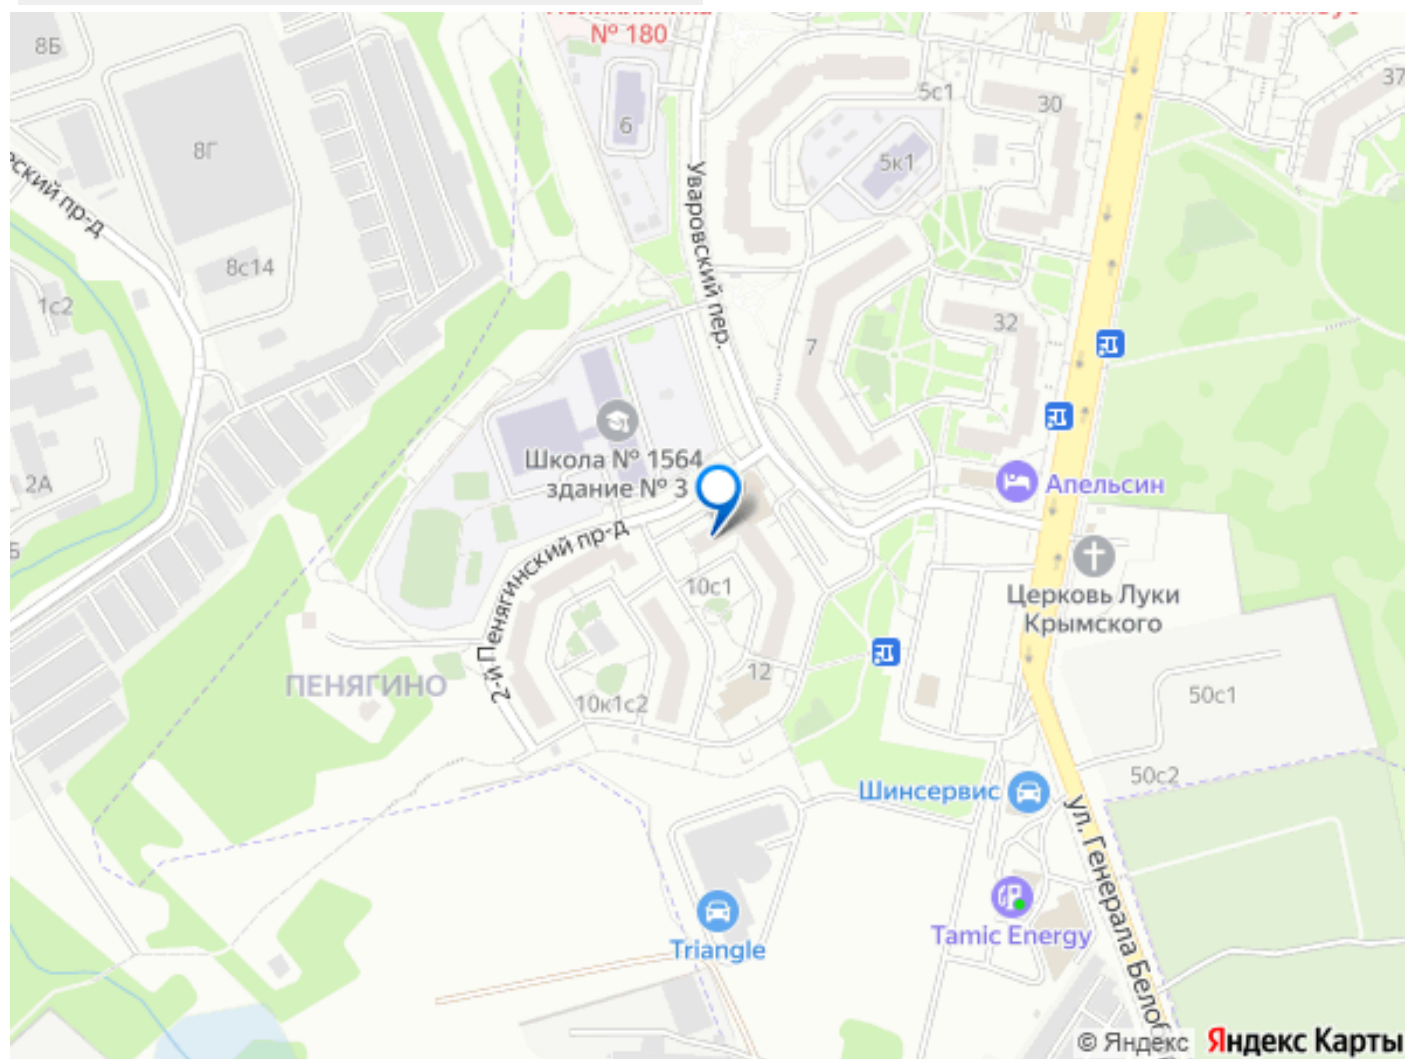 № 180
8Б
37
5с1
30
6
8Г
5к1
Уваровский пер.
еский пр-д
8с14
1с2
32
7
Школа № 1564
здание № 3
2А
Апельсин
Б
2-й Пенягинский пр-д
10с1
Церковь Луки
Крымского
12
ПЕНЯГИНО
10к1с2
50с1
50с2
Шинсервис
ул. Генерала Белоб
Tamic Energy
Triangle
© Яндекс
Яндекс Карты